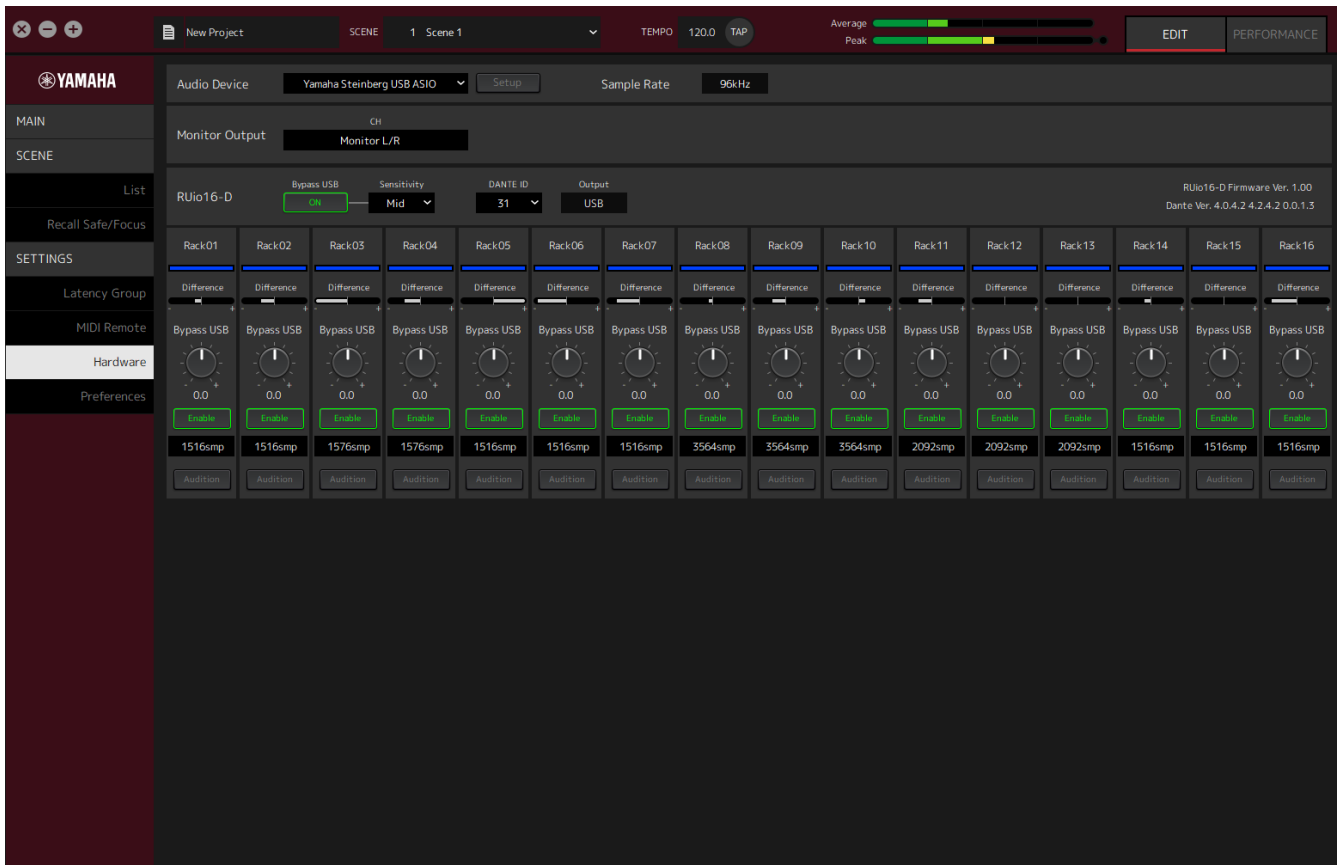 New Project SCENE 1 Scene 1 TEMPO 120.0 TAP Average Peak EDIT PERFORMANCE
YAMAHA
MAIN
SCENE
List
Recall Safe/Focus
SETTINGS
Latency Group
MIDI Remote
Hardware
Preferences
Audio Device Yamaha Steinberg USB ASIO Setup Sample Rate 96kHz
CH
Monitor Output Monitor L/R
Bypass USB Sensitivity DANTE ID Output
RUio16-D ON Mid 31 USB
RUio16-D Firmware Ver. 1.00
Dante Ver. 4.0.4.2 4.2.4.2 0.0.1.3
Rack01 Rack02 Rack03 Rack04 Rack05 Rack06 Rack07 Rack08 Rack09 Rack10 Rack11 Rack12 Rack13 Rack14 Rack15 Rack16
Difference Difference Difference Difference Difference Difference Difference Difference Difference Difference Difference Difference Difference Difference Difference Difference
- + - + - + - + - + - + - + - + - + - + - + - + - + - + - + - +
Bypass USB Bypass USB Bypass USB Bypass USB Bypass USB Bypass USB Bypass USB Bypass USB Bypass USB Bypass USB Bypass USB Bypass USB Bypass USB Bypass USB Bypass USB Bypass USB
- + - + - + - + - + - + - + - + - + - + - + - + - + - + - + - +
0.0 0.0 0.0 0.0 0.0 0.0 0.0 0.0 0.0 0.0 0.0 0.0 0.0 0.0 0.0 0.0
Enable Enable Enable Enable Enable Enable Enable Enable Enable Enable Enable Enable Enable Enable Enable Enable
1516smp 1516smp 1576smp 1576smp 1516smp 1516smp 1516smp 3564smp 3564smp 3564smp 2092smp 2092smp 2092smp 1516smp 1516smp 1516smp
Audition Audition Audition Audition Audition Audition Audition Audition Audition Audition Audition Audition Audition Audition Audition Audition